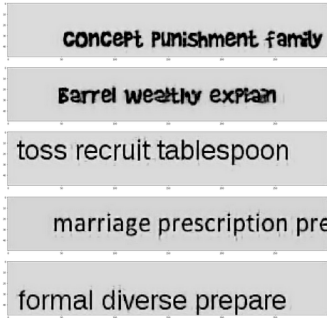 concept punishment family
Barrel wealthy explain
toss recruit tablespoon
marriage prescription pre
formal diverse prepare